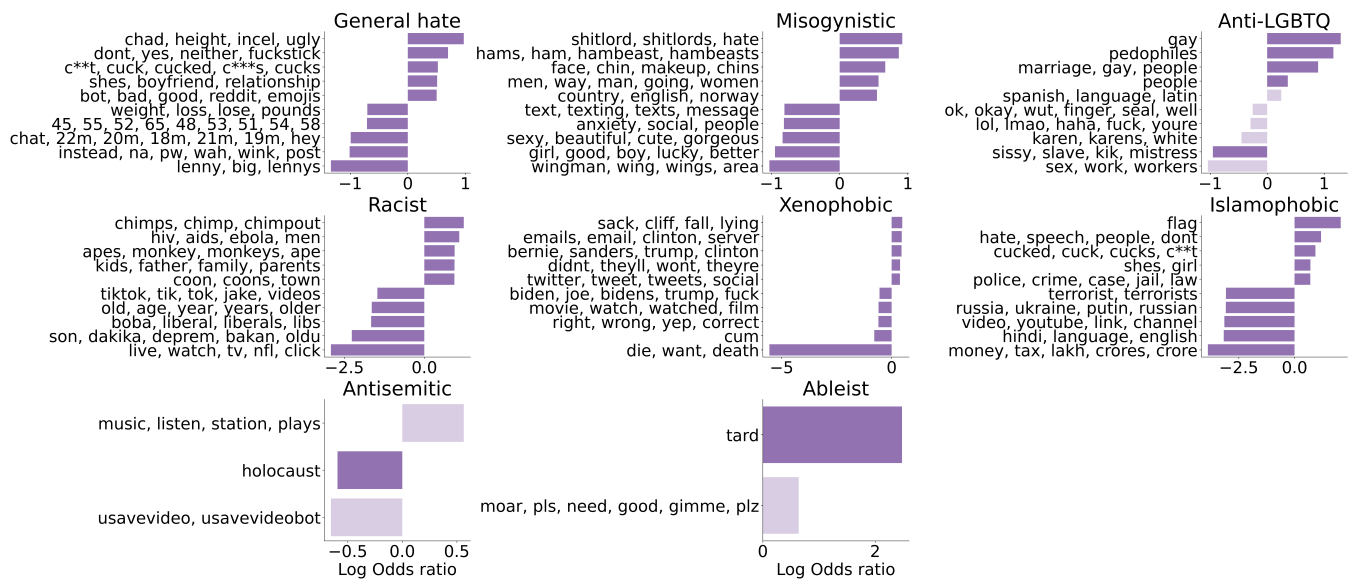 General hate
chad, height, incel, ugly
dont, yes, neither, fuckstick
c**t, cuck, cucked, c***s, cucks
shes, boyfriend, relationship
bot, bad, good, reddit, emojis
weight, loss, lose, pounds
45, 55, 52, 65, 48, 53, 51, 54, 58
chat, 22m, 20m, 18m, 21m, 19m, hey
instead, na, pw, wah, wink, post
lenny, big, lennys
−1 0 1
Misogynistic
shitlord, shitlords, hate
hams, ham, hambeast, hambeasts
face, chin, makeup, chins
men, way, man, going, women
country, english, norway
text, texting, texts, message
anxiety, social, people
sexy, beautiful, cute, gorgeous
girl, good, boy, lucky, better
wingman, wing, wings, area
−1 0 1
Anti-LGBTQ
gay
pedophiles
marriage, gay, people
people
spanish, language, latin
ok, okay, wut, finger, seal, well
lol, lmao, haha, fuck, youre
karen, karens, white
sissy, slave, kik, mistress
sex, work, workers
−1 0 1
Racist
chimps, chimp, chimpout
hiv, aids, ebola, men
apes, monkey, monkeys, ape
kids, father, family, parents
coon, coons, town
tiktok, tik, tok, jake, videos
old, age, year, years, older
boba, liberal, liberals, libs
son, dakika, deprem, bakan, oldu
live, watch, tv, nfl, click
−2.5 0.0
Xenophobic
sack, cliff, fall, lying
emails, email, clinton, server
bernie, sanders, trump, clinton
didnt, theyll, wont, theyre
twitter, tweet, tweets, social
biden, joe, bidens, trump, fuck
movie, watch, watched, film
right, wrong, yep, correct
cum
die, want, death
−5 0
Islamophobic
flag
hate, speech, people, dont
cucked, cuck, cucks, c**t
shes, girl
police, crime, case, jail, law
terrorist, terrorists
russia, ukraine, putin, russian
video, youtube, link, channel
hindi, language, english
money, tax, lakh, crores, crore
−2.5 0.0
Antisemitic
music, listen, station, plays
holocaust
usavevideo, usavevideobot
−0.5 0.0 0.5
Log Odds ratio
Ableist
tard
moar, pls, need, good, gimme, plz
0 2
Log Odds ratio